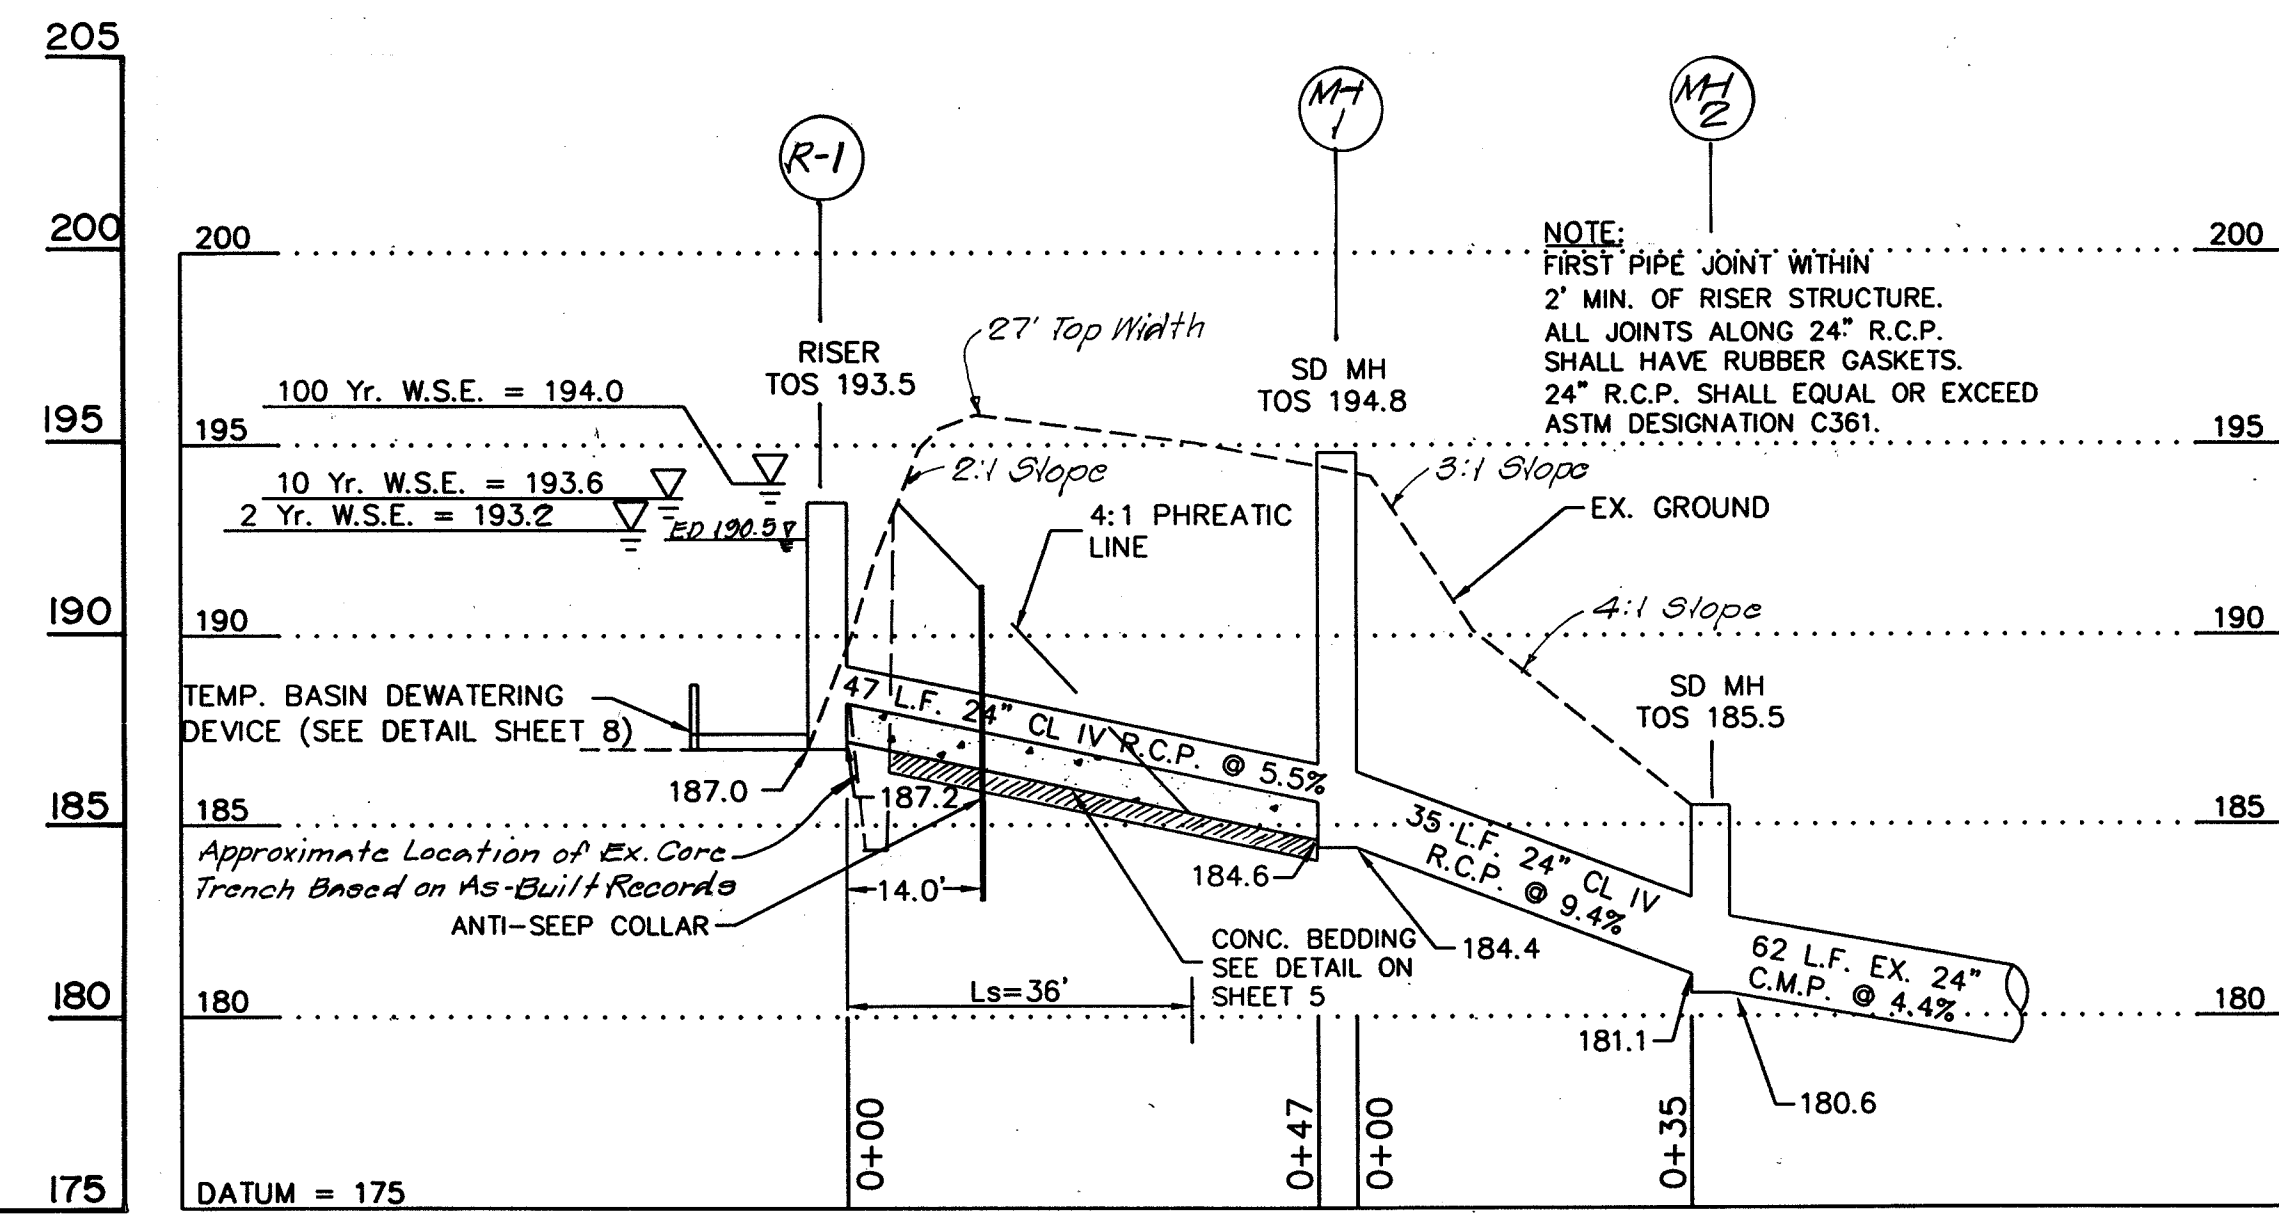 205
200
195
190
185
180
175
200
195
190
185
180
DATUM = 175
R-1
MH
1
MH
2
RISER
TOS 193.5
SD MH
TOS 194.8
SD MH
TOS 185.5
NOTE:
FIRST PIPE JOINT WITHIN
2' MIN. OF RISER STRUCTURE.
ALL JOINTS ALONG 24" R.C.P.
SHALL HAVE RUBBER GASKETS.
24" R.C.P. SHALL EQUAL OR EXCEED
ASTM DESIGNATION C361.
27' Top Width
100 Yr. W.S.E. = 194.0
10 Yr. W.S.E. = 193.6
2 Yr. W.S.E. = 193.2
ED 190.5
2:1 Slope
4:1 PHREATIC
LINE
3:1 Slope
EX. GROUND
4:1 Slope
TEMP. BASIN DEWATERING
DEVICE (SEE DETAIL SHEET 8)
47 L.F. 24" CL IV R.C.P. @ 5.5%
187.0
187.2
Approximate Location of Ex. Core
Trench Based on As-Built Records
ANTI-SEEP COLLAR
14.0'
184.6
184.4
35 L.F. 24" CL IV
R.C.P. @ 9.4%
CONC. BEDDING
SEE DETAIL ON
SHEET 5
Ls=36'
62 L.F. EX. 24"
C.M.P. @ 4.4%
181.1
180.6
0+00
0+47
0+00
0+35
200
195
190
185
180